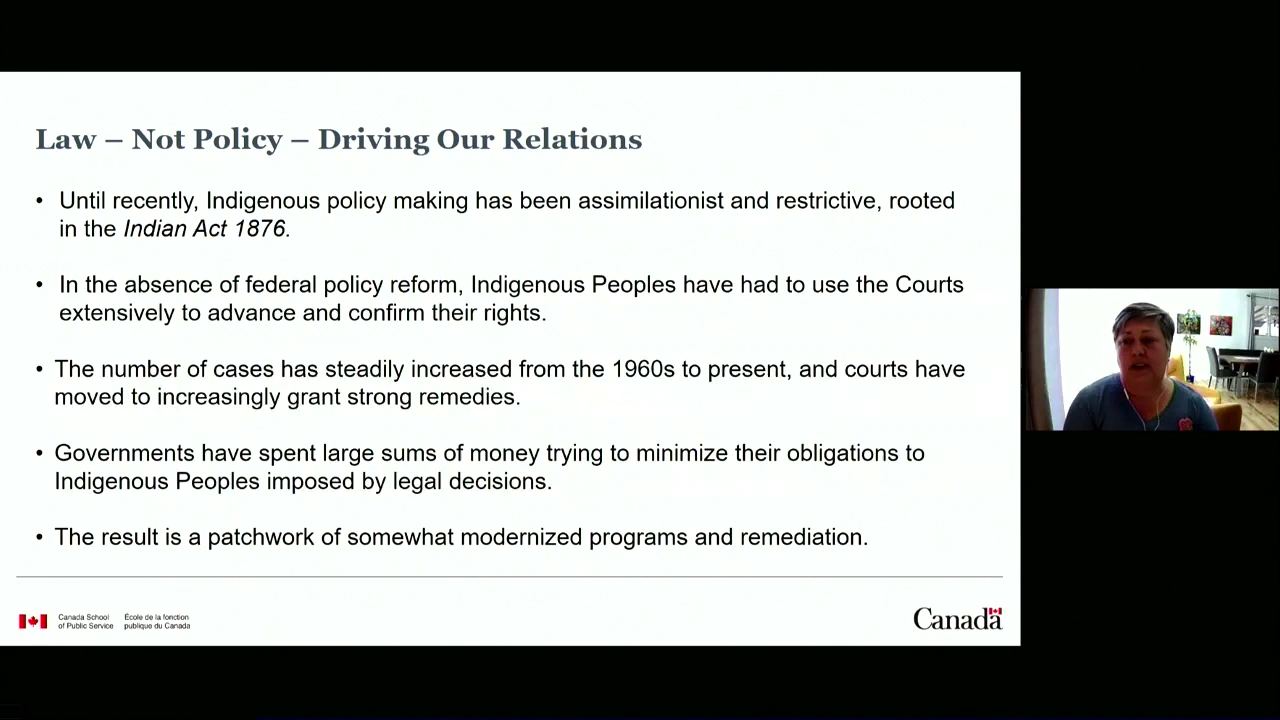 Law – Not Policy – Driving Our Relations
• Until recently, Indigenous policy making has been assimilationist and restrictive, rooted
in the Indian Act 1876.
• In the absence of federal policy reform, Indigenous Peoples have had to use the Courts
extensively to advance and confirm their rights.
• The number of cases has steadily increased from the 1960s to present, and courts have
moved to increasingly grant strong remedies.
• Governments have spent large sums of money trying to minimize their obligations to
Indigenous Peoples imposed by legal decisions.
• The result is a patchwork of somewhat modernized programs and remediation.
Canada School
of Public Service
École de la fonction
publique du Canada
Canada